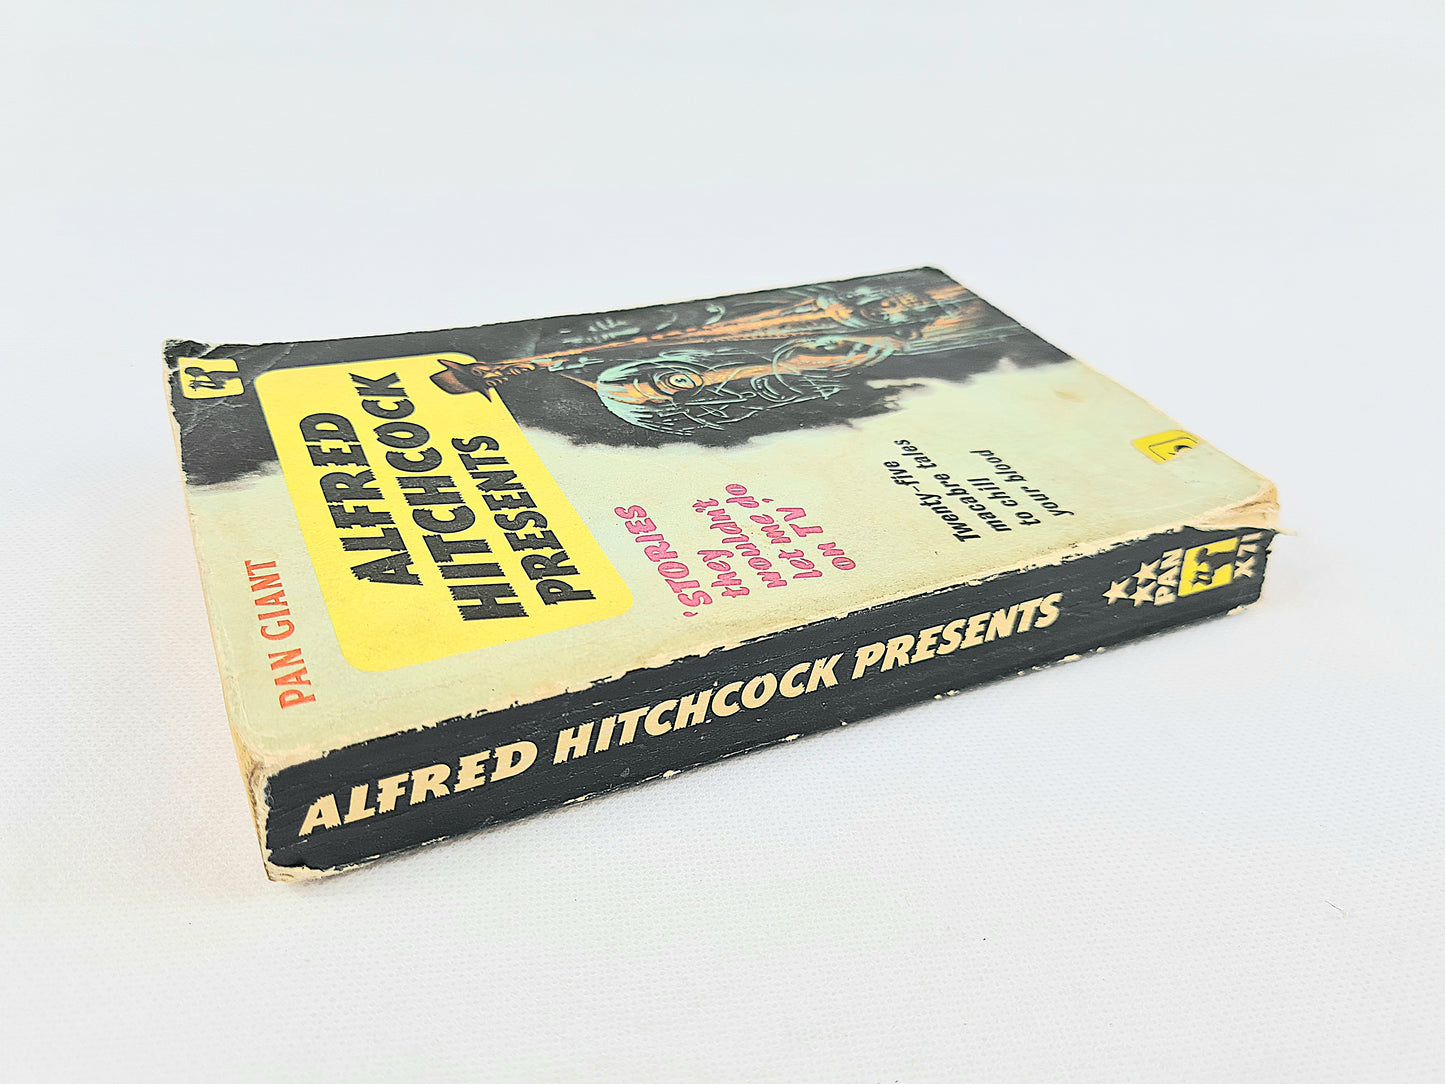 PAN GIANT
ALFRED
HITCHCOCK
PRESENTS
'STORIES
they
wouldn't
let me do
on TV'
Twenty-five
macabre tales
to chill
your blood
ALFRED HITCHCOCK PRESENTS
PAN
X71